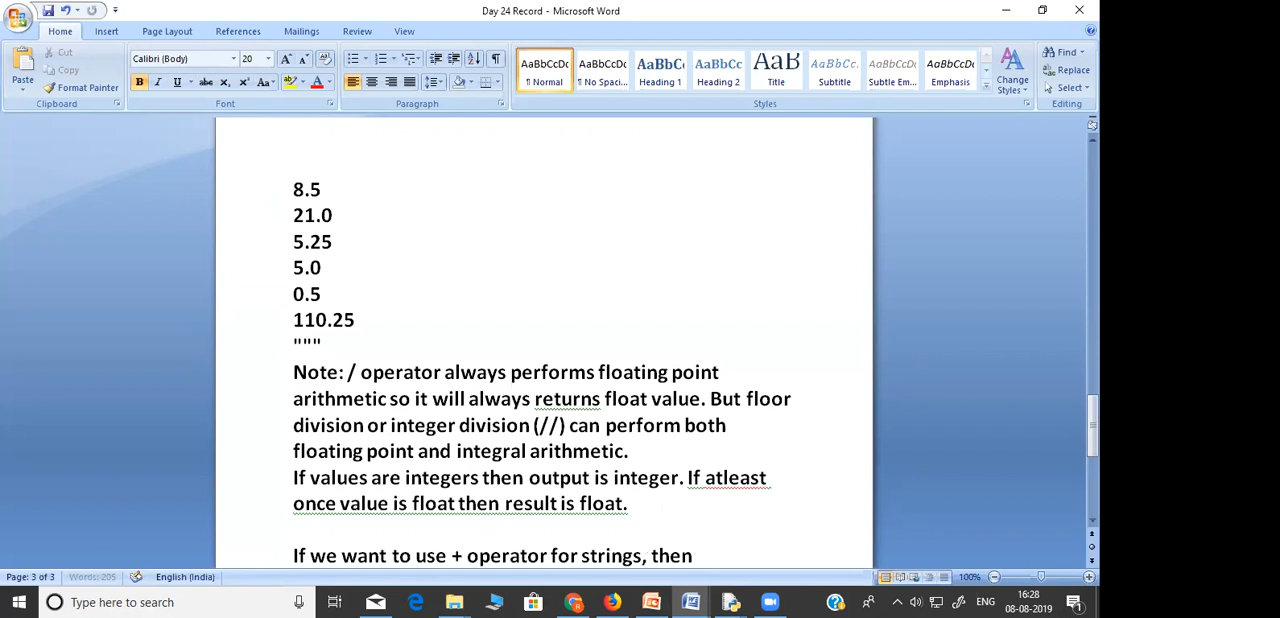 Day 24 Record - Microsoft Word
Home Insert Page Layout References Mailings Review View
Cut
Copy
Format Painter
Paste
Clipboard
Calibri (Body) 20
Font
Paragraph
AaBbCcDc AaBbCcDc AaBbC( AaBbCc AaB AaBbCc. AaBbCcDc AaBbCcDc
¶ Normal ¶ No Spaci... Heading 1 Heading 2 Title Subtitle Subtle Em... Emphasis
Change Styles
Styles
Find
Replace
Select
Editing
8.5
21.0
5.25
5.0
0.5
110.25
"""
Note: / operator always performs floating point
arithmetic so it will always returns float value. But floor
division or integer division (//) can perform both
floating point and integral arithmetic.
If values are integers then output is integer. If atleast
once value is float then result is float.
If we want to use + operator for strings, then
Page: 3 of 3 Words: 205 English (India) 100%
Type here to search
ENG
16:28
08-08-2019